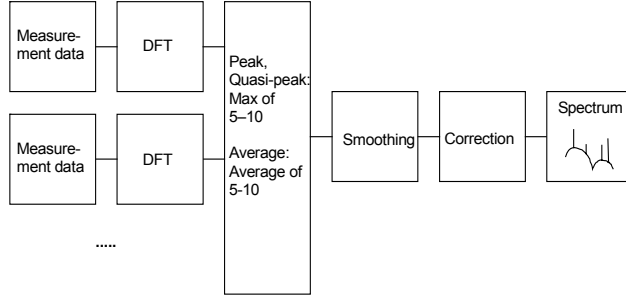 Measure-
ment data
DFT
Peak,
Quasi-peak:
Max of
5–10
Average:
Average of
5-10
Smoothing
Correction
Spectrum
Measure-
ment data
DFT
.....